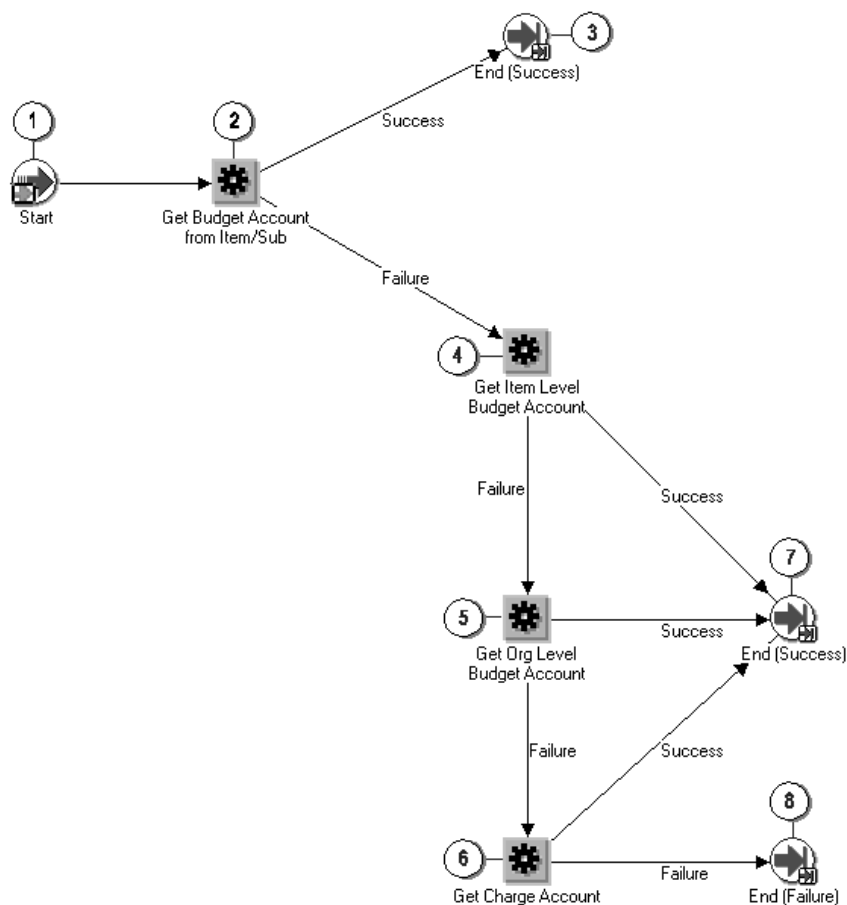 3
End (Success)
1
2
Success
Start
Get Budget Account
from Item/Sub
Failure
4
Get Item Level
Budget Account
Failure
Success
7
5
Success
Get Org Level
Budget Account
End (Success)
Failure
Success
8
6
Failure
Get Charge Account
End (Failure)